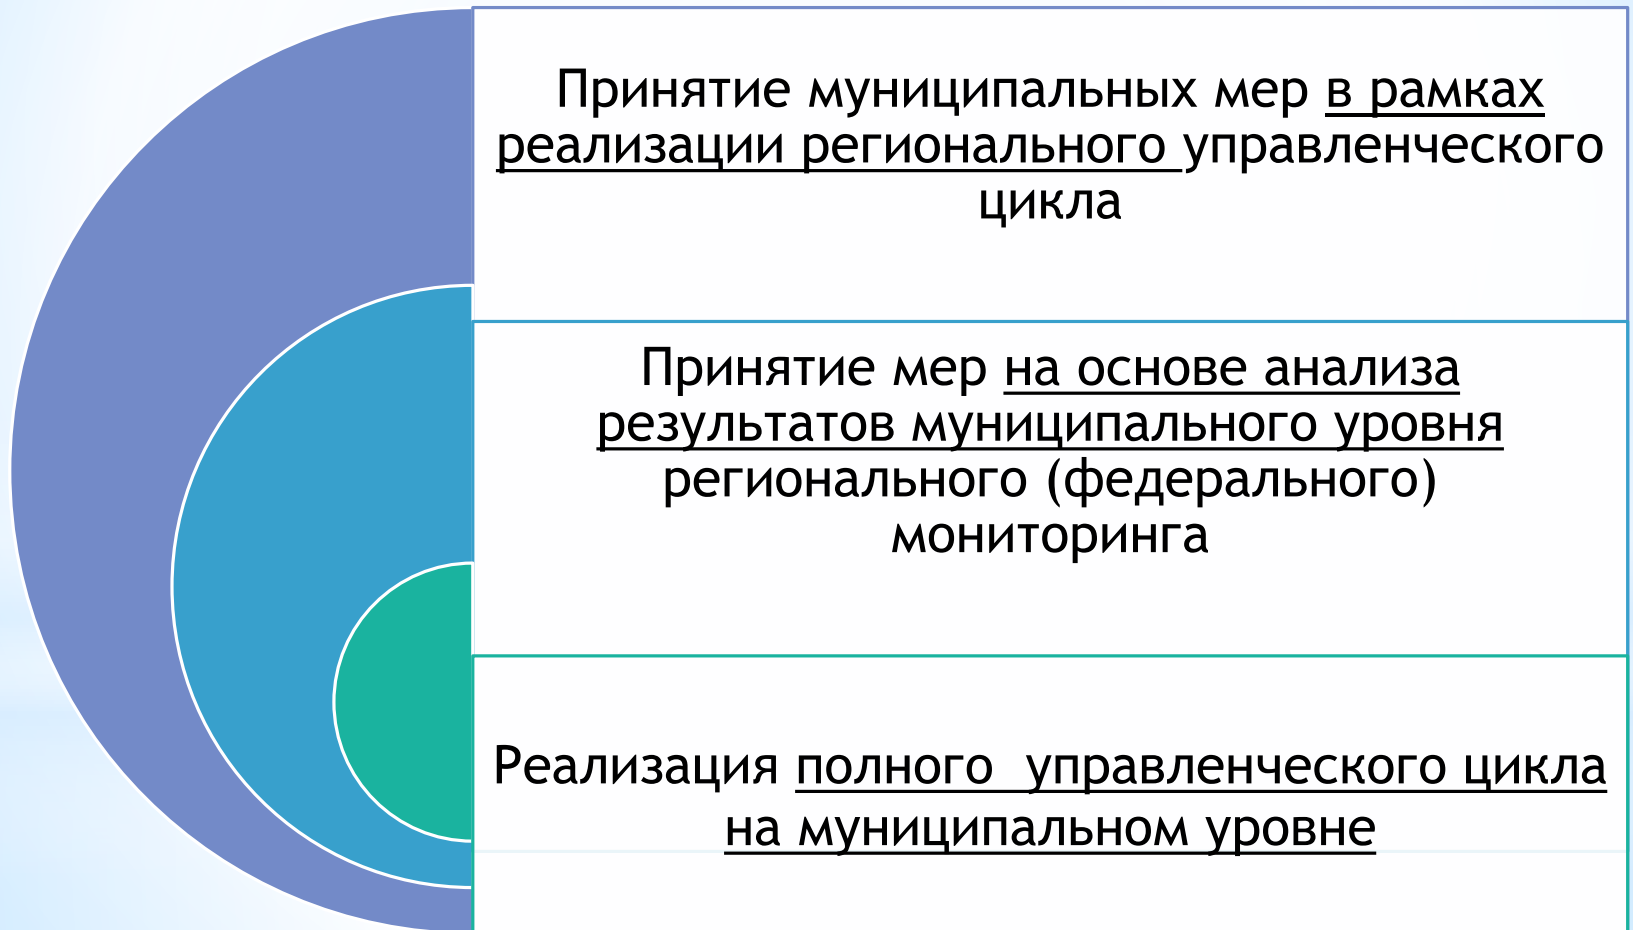 Принятие муниципальных мер в рамках
реализации регионального управленческого
цикла
Принятие мер на основе анализа
результатов муниципального уровня
регионального (федерального)
мониторинга
Реализация полного  управленческого цикла
на муниципальном уровне